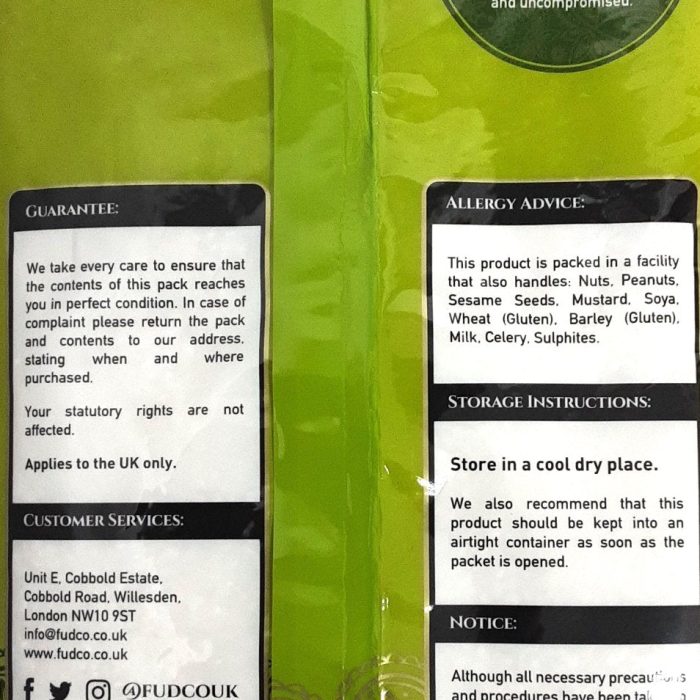 and uncompromised.
GUARANTEE:
We take every care to ensure that
the contents of this pack reaches
you in perfect condition. In case of
complaint please return the pack
and contents to our address,
stating when and where
purchased.
Your statutory rights are not
affected.
Applies to the UK only.
CUSTOMER SERVICES:
Unit E, Cobbold Estate,
Cobbold Road, Willesden,
London NW10 9ST
info@fudco.co.uk
www.fudco.co.uk
@FUDCOUK
ALLERGY ADVICE:
This product is packed in a facility
that also handles: Nuts, Peanuts,
Sesame Seeds, Mustard, Soya,
Wheat (Gluten), Barley (Gluten),
Milk, Celery, Sulphites.
STORAGE INSTRUCTIONS:
Store in a cool dry place.
We also recommend that this
product should be kept into an
airtight container as soon as the
packet is opened.
NOTICE:
Although all necessary
and procedures have been